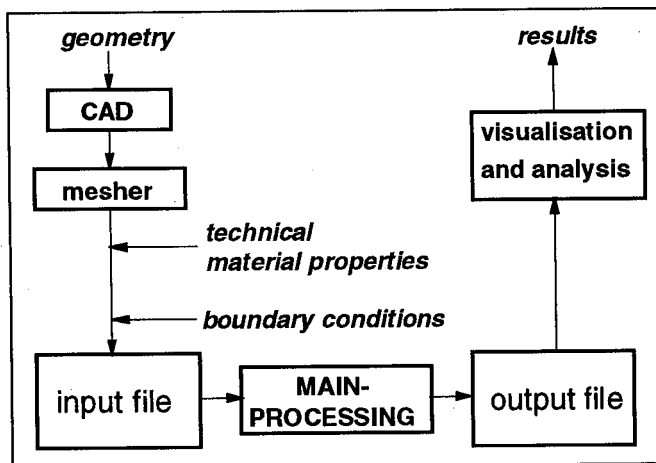 geometry
CAD
mesher
technical
material properties
boundary conditions
input file
MAIN-
PROCESSING
output file
visualisation
and analysis
results